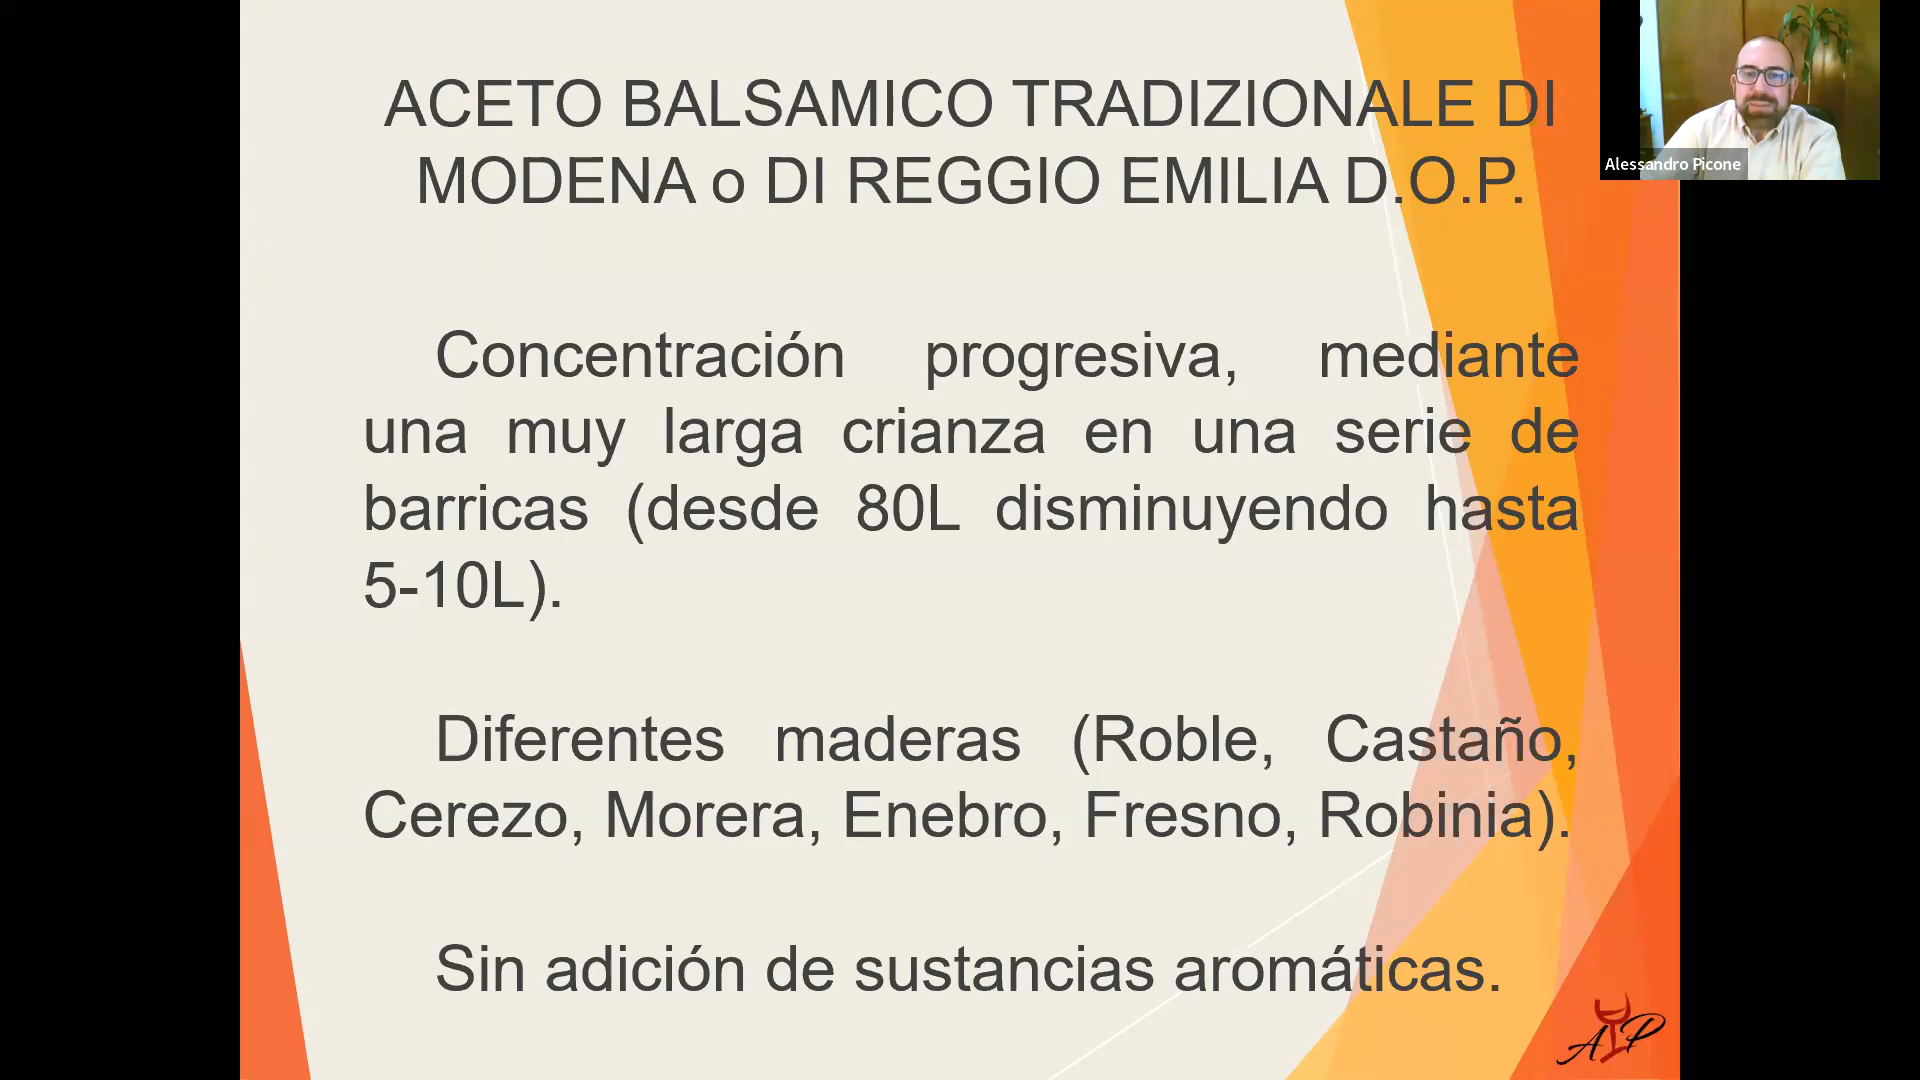 ACETO BALSAMICO TRADIZIONALE DI
MODENA o DI REGGIO EMILIA D.O.P.
Concentración progresiva, mediante
una muy larga crianza en una serie de
barricas (desde 80L disminuyendo hasta
5-10L).
Diferentes maderas (Roble, Castaño,
Cerezo, Morera, Enebro, Fresno, Robinia).
Sin adición de sustancias aromáticas.
Alessandro Picone
AP